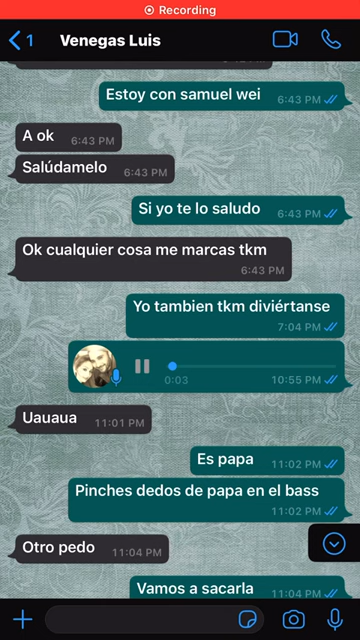 Recording
1
Venegas Luis
Estoy con samuel wei
6:43 PM
A ok
6:43 PM
Salúdamelo
6:43 PM
Si yo te lo saludo
6:43 PM
Ok cualquier cosa me marcas tkm
6:43 PM
Yo tambien tkm diviértanse
7:04 PM
0:03
10:55 PM
Uauaua
11:01 PM
Es papa
11:02 PM
Pinches dedos de papa en el bass
11:02 PM
Otro pedo
11:04 PM
Vamos a sacarla
11:04 PM